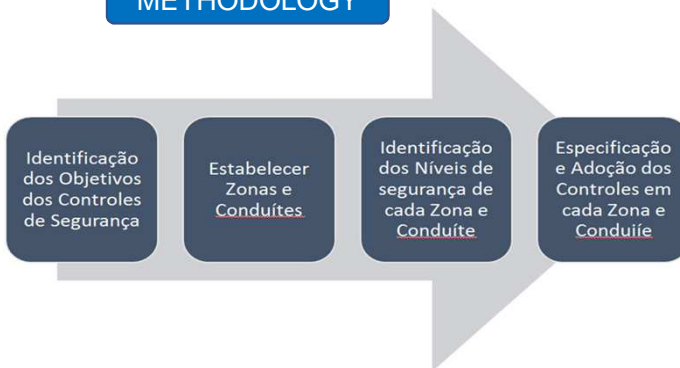 METHODOLOGY
Identificação
dos Objetivos
dos Controles
de Segurança
Estabelecer
Zonas e
Conduítes
Identificação
dos Níveis de
segurança de
cada Zona e
Conduíte
Especificação
e Adoção dos
Controles em
cada Zona e
Conduiíe